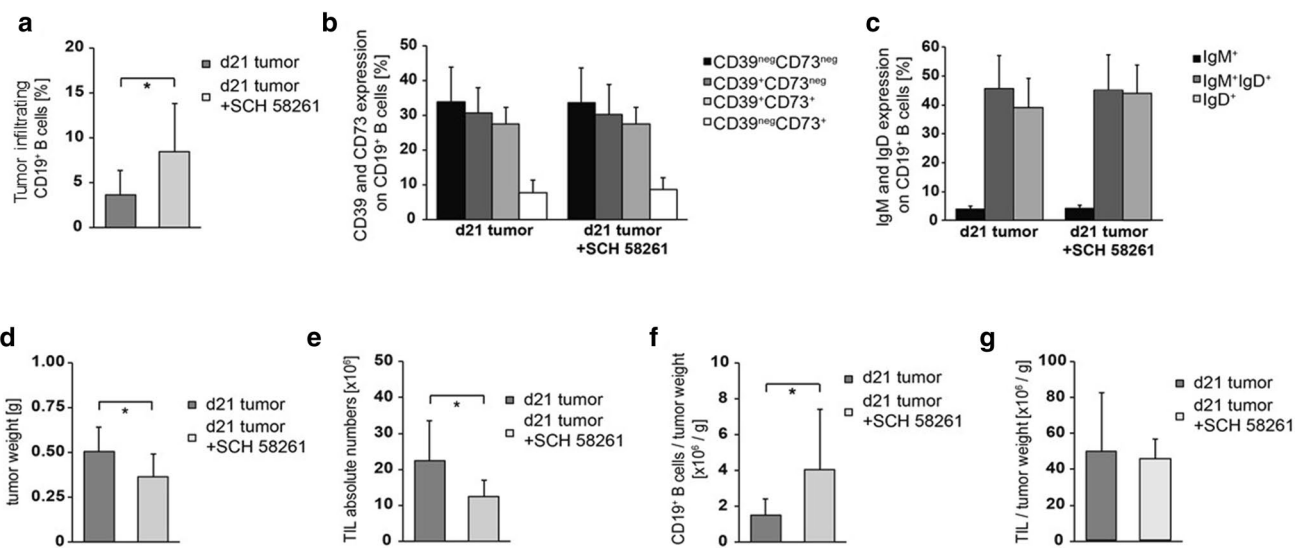 a
Tumor infiltrating
CD19⁺ B cells [%]
20
15
10
5
0
*
d21 tumor
d21 tumor
+SCH 58261
b
CD39 and CD73 expression
on CD19⁺ B cells [%]
50
40
30
20
10
0
d21 tumor
d21 tumor
+SCH 58261
CD39ⁿᵉᵍCD73ⁿᵉᵍ
CD39⁺CD73ⁿᵉᵍ
CD39⁺CD73⁺
CD39ⁿᵉᵍCD73⁺
c
IgM and IgD expression
on CD19⁺ B cells [%]
60
50
40
30
20
10
0
d21 tumor
d21 tumor
+SCH 58261
IgM⁺
IgM⁺IgD⁺
IgD⁺
d
tumor weight [g]
1.00
0.75
0.50
0.25
0
*
d21 tumor
d21 tumor
+SCH 58261
e
TIL absolute numbers [x10⁶]
50
40
30
20
10
0
*
d21 tumor
d21 tumor
+SCH 58261
f
CD19⁺ B cells / tumor weight
[x10⁶ / g]
10
8
6
4
2
0
*
d21 tumor
d21 tumor
+SCH 58261
g
TIL / tumor weight [x10⁶ / g]
100
80
60
40
20
0
d21 tumor
d21 tumor
+SCH 58261